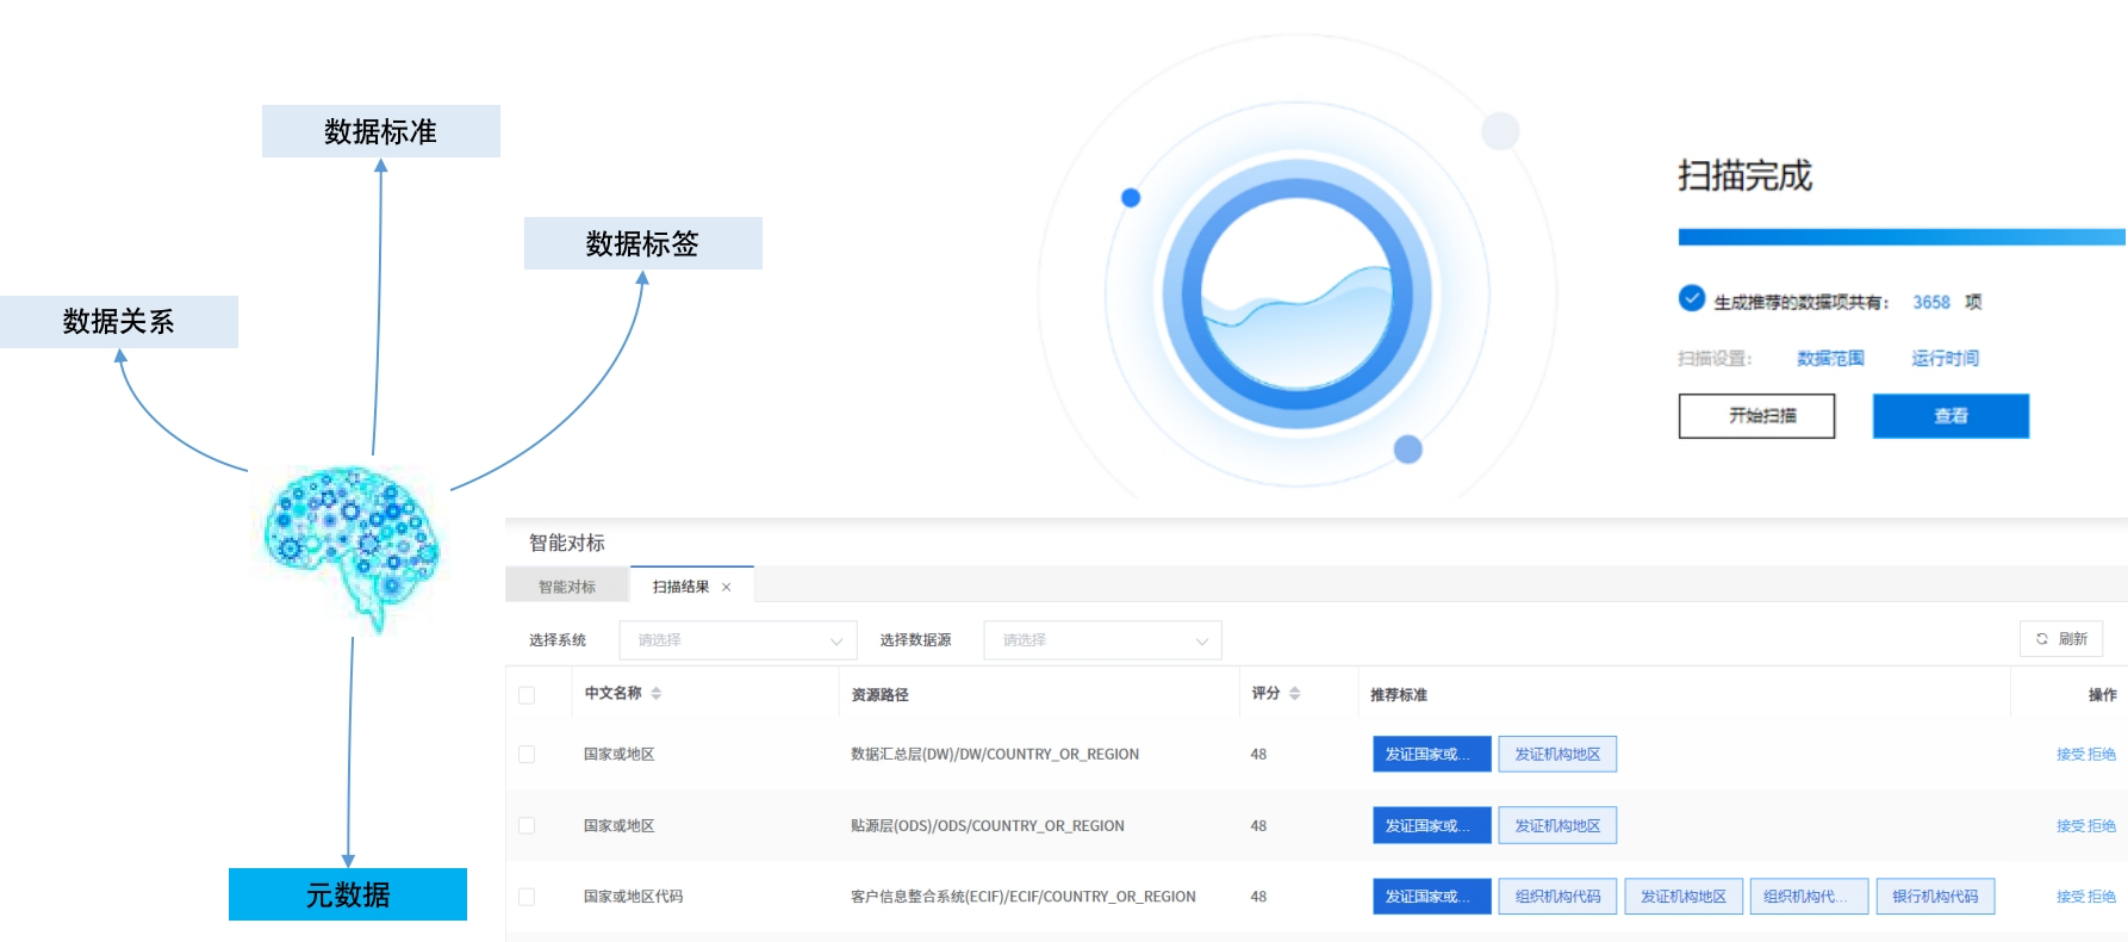 数据标准
数据标签
数据关系
元数据
扫描完成
生成推荐的数据项共有： 3658 项
扫描设置： 数据范围 运行时间
开始扫描 查看
智能对标
智能对标 扫描结果 ×
选择系统 请选择 选择数据源 请选择 刷新
中文名称 资源路径 评分 推荐标准 操作
国家或地区 数据汇总层(DW)/DW/COUNTRY_OR_REGION 48 发证国家或... 发证机构地区 接受 拒绝
国家或地区 贴源层(ODS)/ODS/COUNTRY_OR_REGION 48 发证国家或... 发证机构地区 接受 拒绝
国家或地区代码 客户信息整合系统(ECIF)/ECIF/COUNTRY_OR_REGION 48 发证国家或... 组织机构代码 发证机构地区 组织机构代... 银行机构代码 接受 拒绝